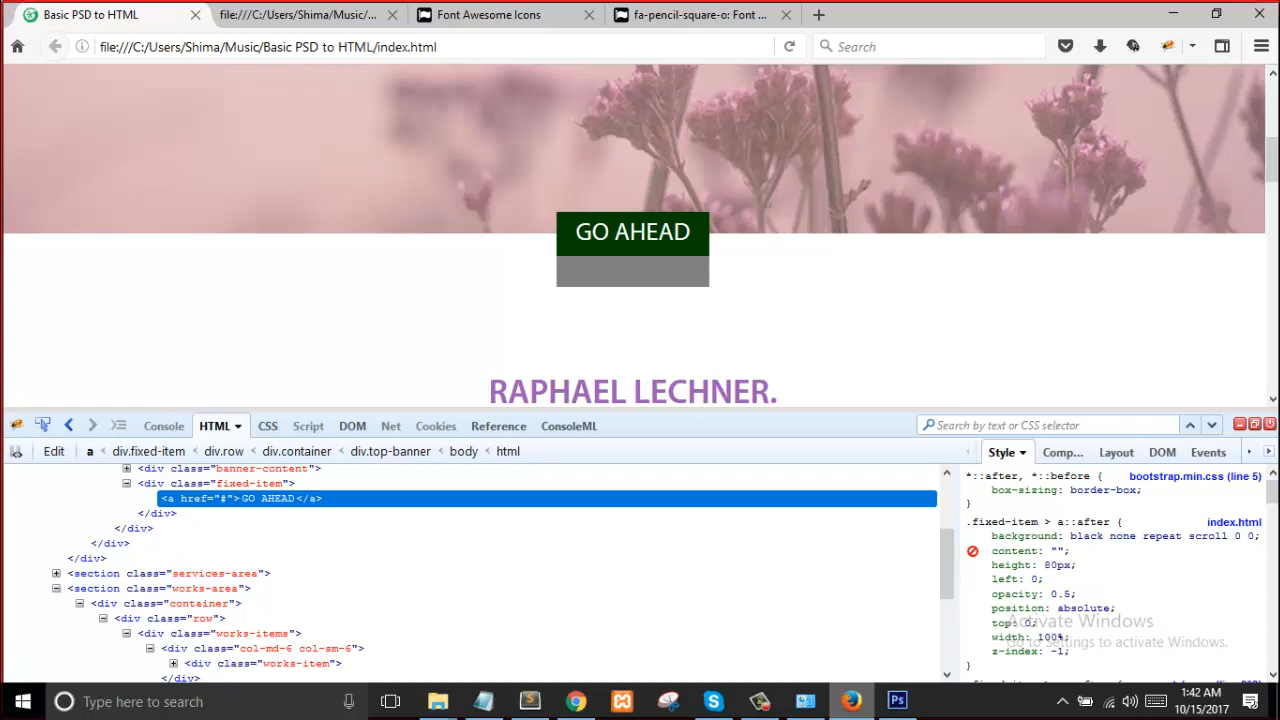 Basic PSD to HTML
file:///C:/Users/Shima/Music/...
Font Awesome Icons
fa-pencil-square-o: Font ...
file:///C:/Users/Shima/Music/Basic PSD to HTML/index.html
Search
GO AHEAD
RAPHAEL LECHNER.
Console
HTML
CSS
Script
DOM
Net
Cookies
Reference
ConsoleML
Search by text or CSS selector
Edit
a < div.fixed-item < div.row < div.container < div.top-banner < body < html
Style
Comp...
Layout
DOM
Events
<div class="banner-content">
<div class="fixed-item">
<a href="#">GO AHEAD</a>
</div>
</div>
</div>
</div>
<section class="services-area">
<section class="works-area">
<div class="container">
<div class="row">
<div class="works-items">
<div class="col-md-6 col-sm-6">
<div class="works-item">
</div>
*::after, *::before {
bootstrap.min.css (line 5)
box-sizing: border-box;
}
.fixed-item > a::after {
index.html
background: black none repeat scroll 0 0;
content: "";
height: 80px;
left: 0;
opacity: 0.5;
position: absolute;
top: 0;
width: 100%;
z-index: -1;
}
Activate Windows
Go to Settings to activate Windows.
Type here to search
1:42 AM
10/15/2017